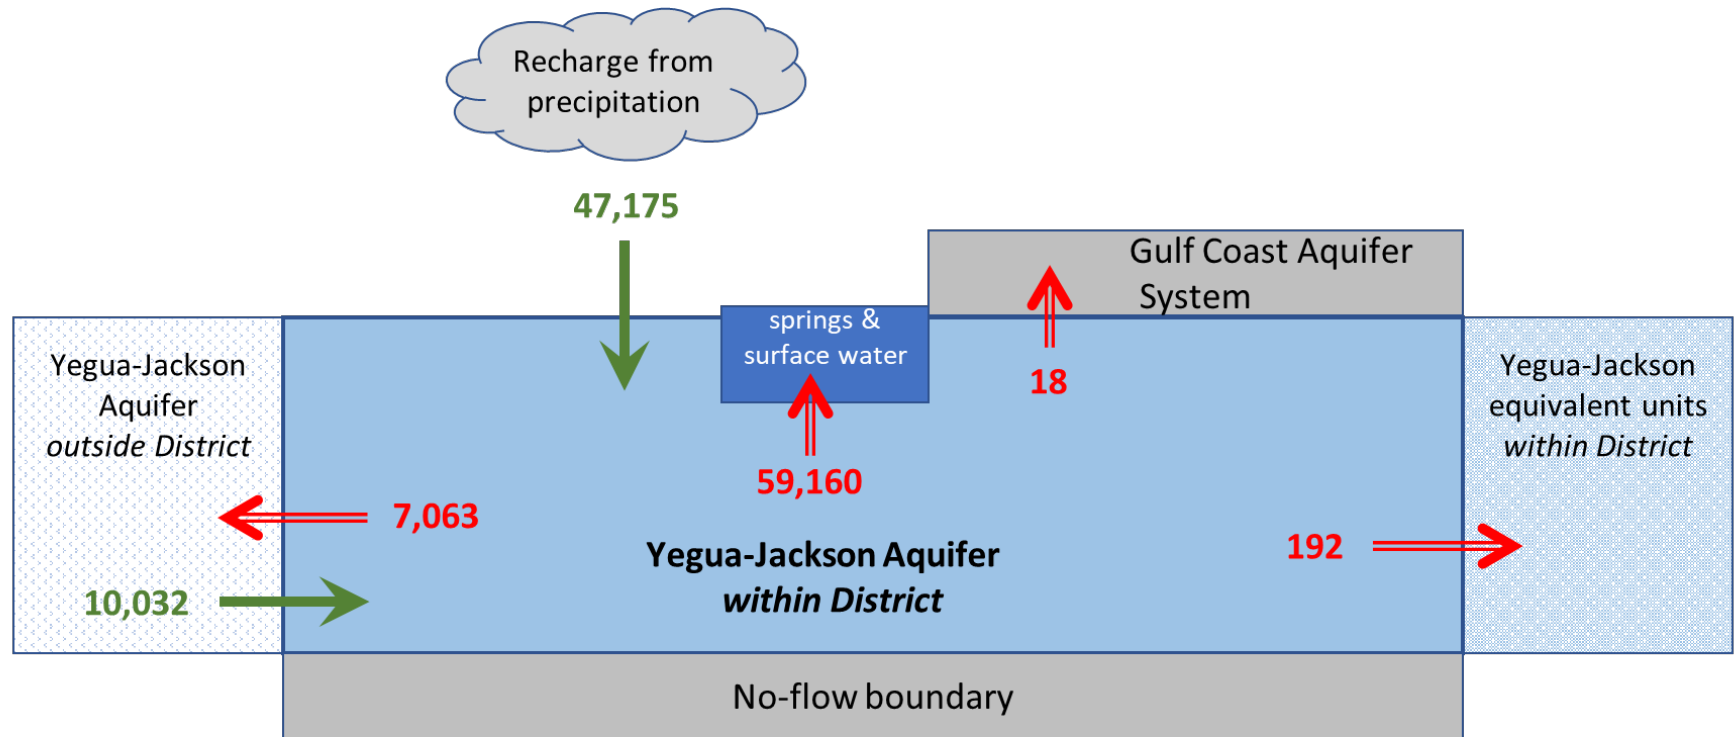 Recharge from
precipitation
47,175
Gulf Coast Aquifer
System
springs &
surface water
18
Yegua-Jackson
Aquifer
outside District
Yegua-Jackson
equivalent units
within District
59,160
7,063
192
Yegua-Jackson Aquifer
within District
10,032
No-flow boundary